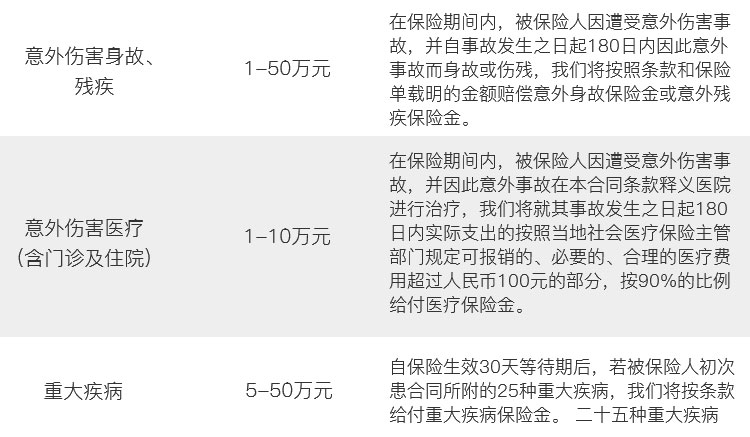 意外伤害身故、
残疾
1-50万元
在保险期间内，被保险人因遭受意外伤害事
故，并自事故发生之日起180日内因此意外
事故而身故或伤残，我们将按照条款和保险
单载明的金额赔偿意外身故保险金或意外残
疾保险金。
意外伤害医疗
（含门诊及住院）
1-10万元
在保险期间内，被保险人因遭受意外伤害事
故，并因此意外事故在本合同条款释义医院
进行治疗，我们将就其事故发生之日起180
日内实际支出的按照当地社会医疗保险主管
部门规定可报销的、必要的、合理的医疗费
用超过人民币100元的部分，按90%的比例
给付医疗保险金。
重大疾病
5-50万元
自保险生效30天等待期后，若被保险人初次
患合同所附的25种重大疾病，我们将按条款
给付重大疾病保险金。 二十五种重大疾病